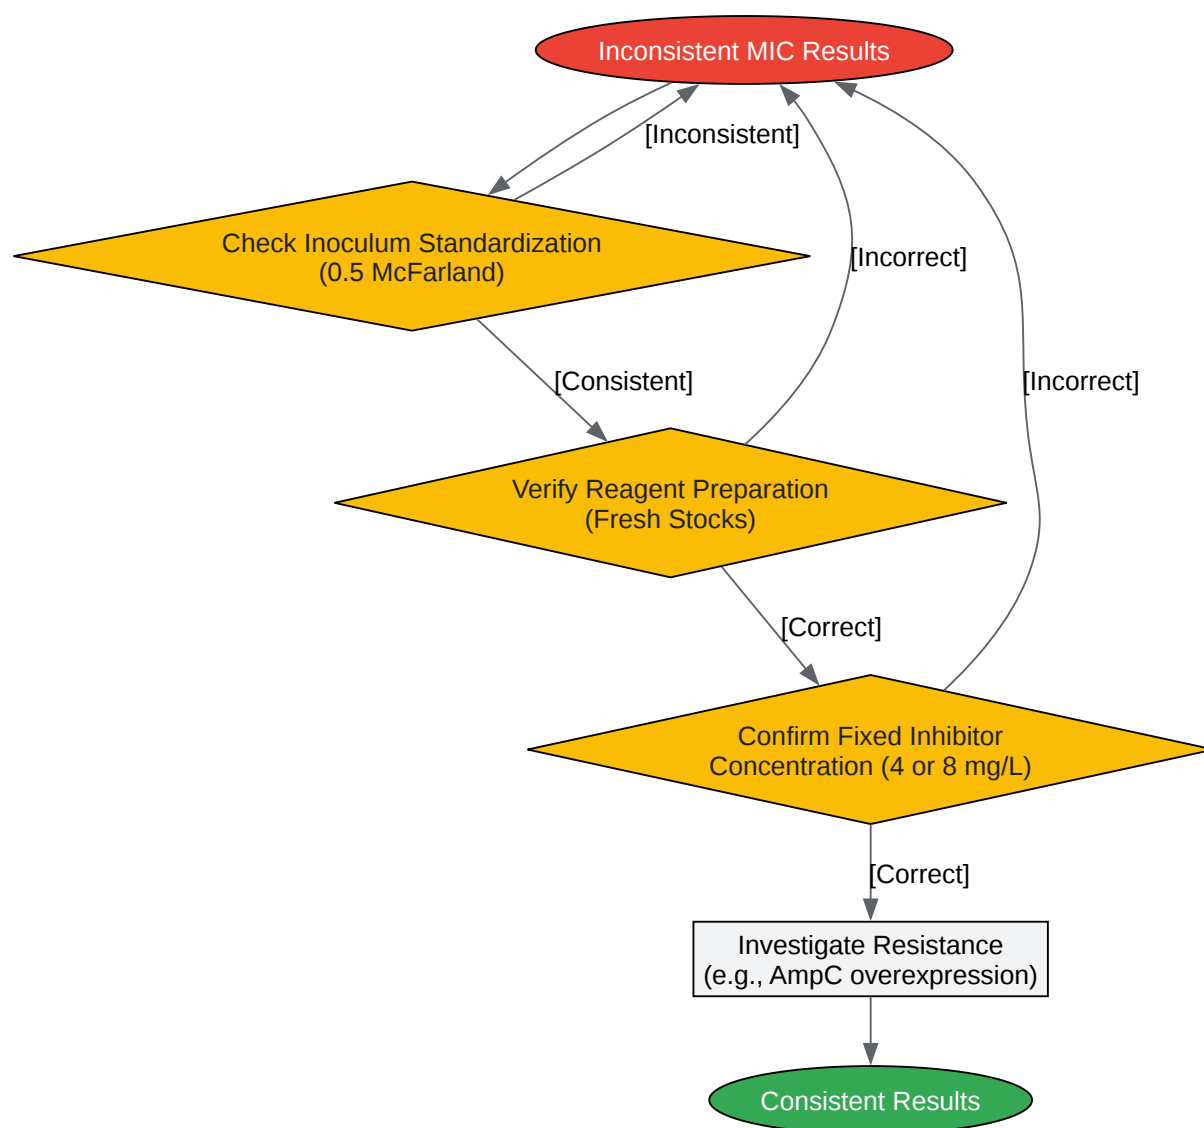 Inconsistent MIC Results
[Inconsistent]
Check Inoculum Standardization
(0.5 McFarland)
[Incorrect]
[Consistent]
[Incorrect]
Verify Reagent Preparation
(Fresh Stocks)
[Correct]
Confirm Fixed Inhibitor
Concentration (4 or 8 mg/L)
[Correct]
Investigate Resistance
(e.g., AmpC overexpression)
Consistent Results